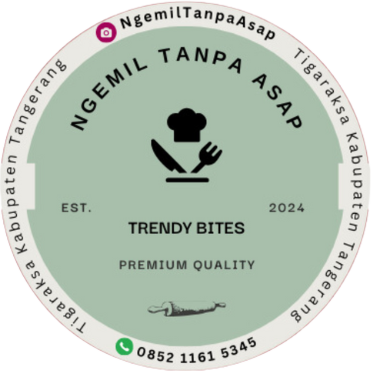 NgemilTanpaAsap
NGEMIL TANPA ASAP
Tigaraksa Kabupaten Tangerang
Tigaraksa Kabupaten Tangerang
EST.
2024
TRENDY BITES
PREMIUM QUALITY
0852 1161 5345